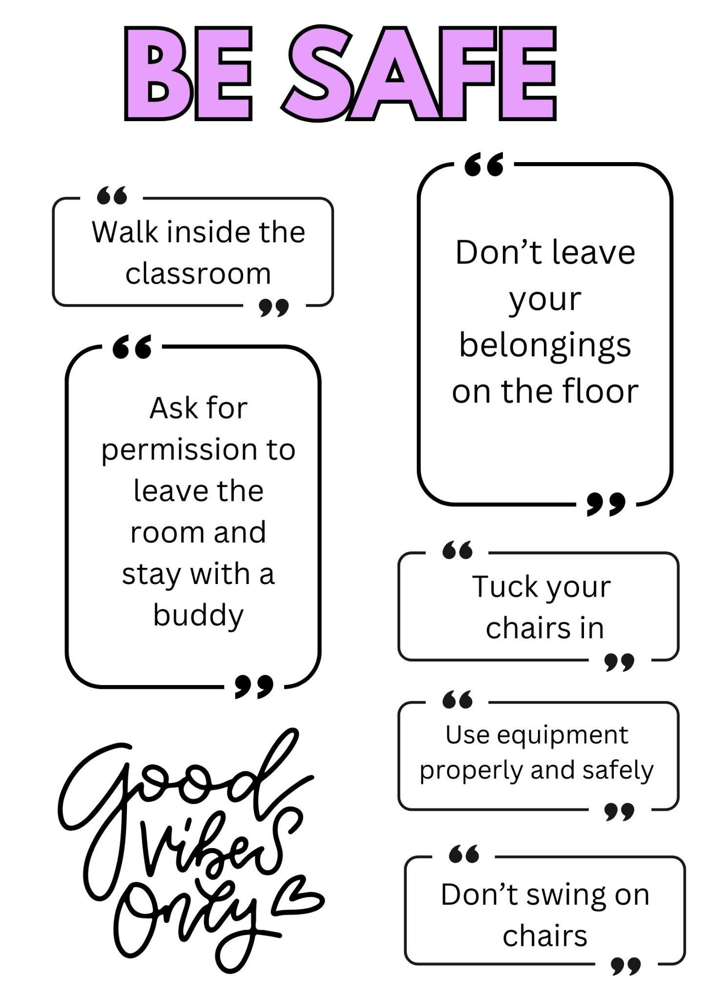 BE SAFE
Walk inside the
classroom
Ask for
permission to
leave the
room and
stay with a
buddy
good
vibes
only
Don’t leave
your
belongings
on the floor
Tuck your
chairs in
Use equipment
properly and safely
Don’t swing on
chairs